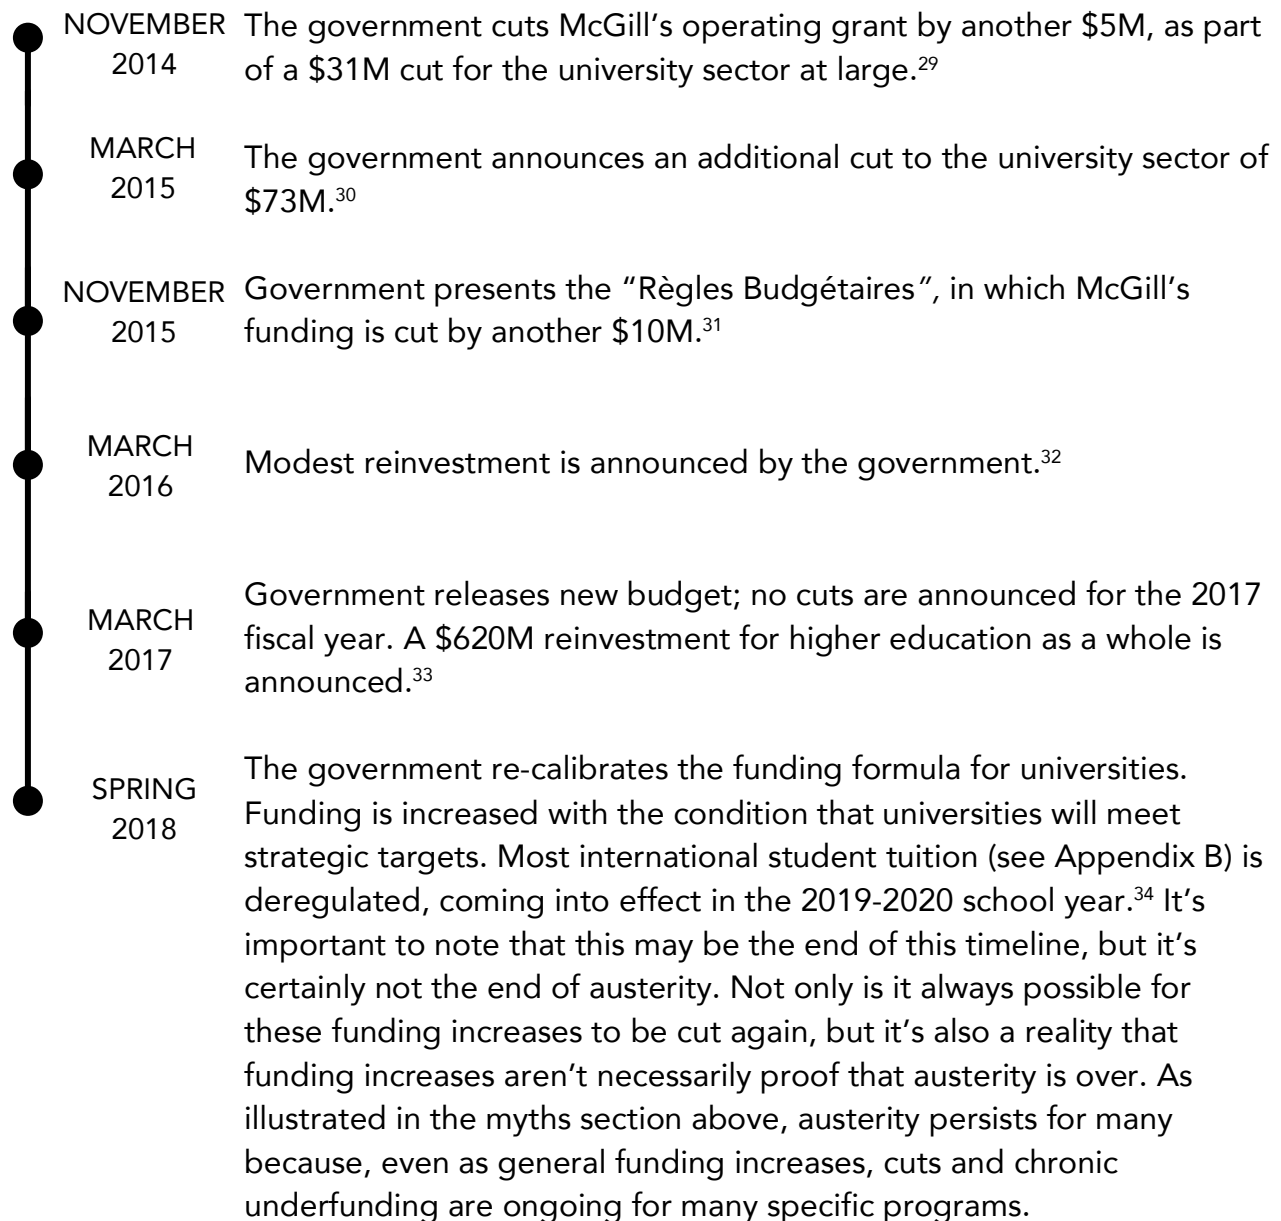 NOVEMBER
2014
The government cuts McGill’s operating grant by another $5M, as part
of a $31M cut for the university sector at large.29
MARCH
2015
The government announces an additional cut to the university sector of
$73M.30
NOVEMBER
2015
Government presents the “Règles Budgétaires”, in which McGill’s
funding is cut by another $10M.31
MARCH
2016
Modest reinvestment is announced by the government.32
MARCH
2017
Government releases new budget; no cuts are announced for the 2017
fiscal year. A $620M reinvestment for higher education as a whole is
announced.33
SPRING
2018
The government re-calibrates the funding formula for universities.
Funding is increased with the condition that universities will meet
strategic targets. Most international student tuition (see Appendix B) is
deregulated, coming into effect in the 2019-2020 school year.34 It’s
important to note that this may be the end of this timeline, but it’s
certainly not the end of austerity. Not only is it always possible for
these funding increases to be cut again, but it’s also a reality that
funding increases aren’t necessarily proof that austerity is over. As
illustrated in the myths section above, austerity persists for many
because, even as general funding increases, cuts and chronic
underfunding are ongoing for many specific programs.